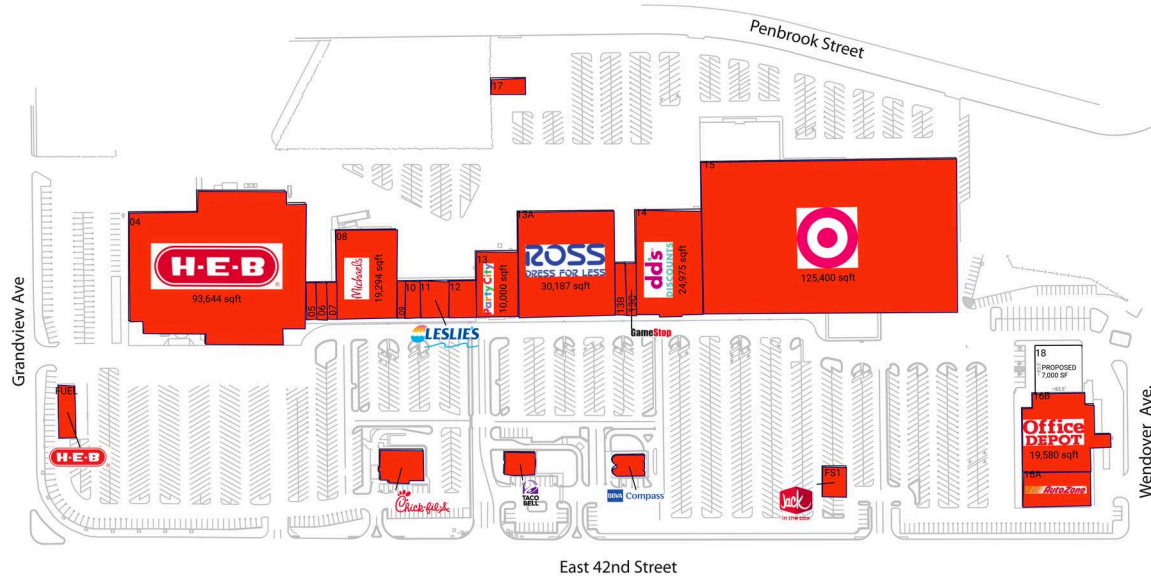 Penbrook Street
17
15
04
H-E-B
93,644 sqft
05
06
07
08
Michaels
19,294 sqft
09
10
11
12
LESLIE'S
13
Party City
10,000 sqft
13A
ROSS
DRESS FOR LESS
30,187 sqft
13B
13C
GameStop
14
dd's
DISCOUNTS
24,975 sqft
125,400 sqft
Grandview Ave
FUEL
H-E-B
Chick-fil-A
TACO
BELL
BBVA Compass
Jack
in the box
FS1
18
PROPOSED
7,000 SF
16B
Office
DEPOT
19,580 sqft
16A
AutoZone
Wendover Ave.
East 42nd Street